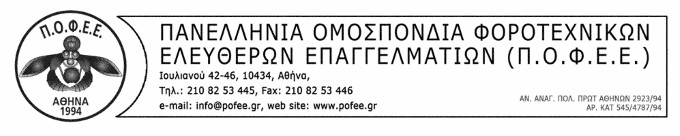 Π.Ο.Φ.Ε.Ε.
ΑΘΗΝΑ
1994
ΠΑΝΕΛΛΗΝΙΑ ΟΜΟΣΠΟΝΔΙΑ ΦΟΡΟΤΕΧΝΙΚΩΝ
ΕΛΕΥΘΕΡΩΝ ΕΠΑΓΓΕΛΜΑΤΙΩΝ (Π.Ο.Φ.Ε.Ε.)
Ιουλιανού 42-46, 10434, Αθήνα,
Τηλ.: 210 82 53 445, Fax: 210 82 53 446
e-mail: info@pofee.gr, web site: www.pofee.gr
ΑΝ. ΑΝΑΓ. ΠΟΛ. ΠΡΩΤ ΑΘΗΝΩΝ 2923/94
ΑΡ. ΚΑΤ 545/4787/94